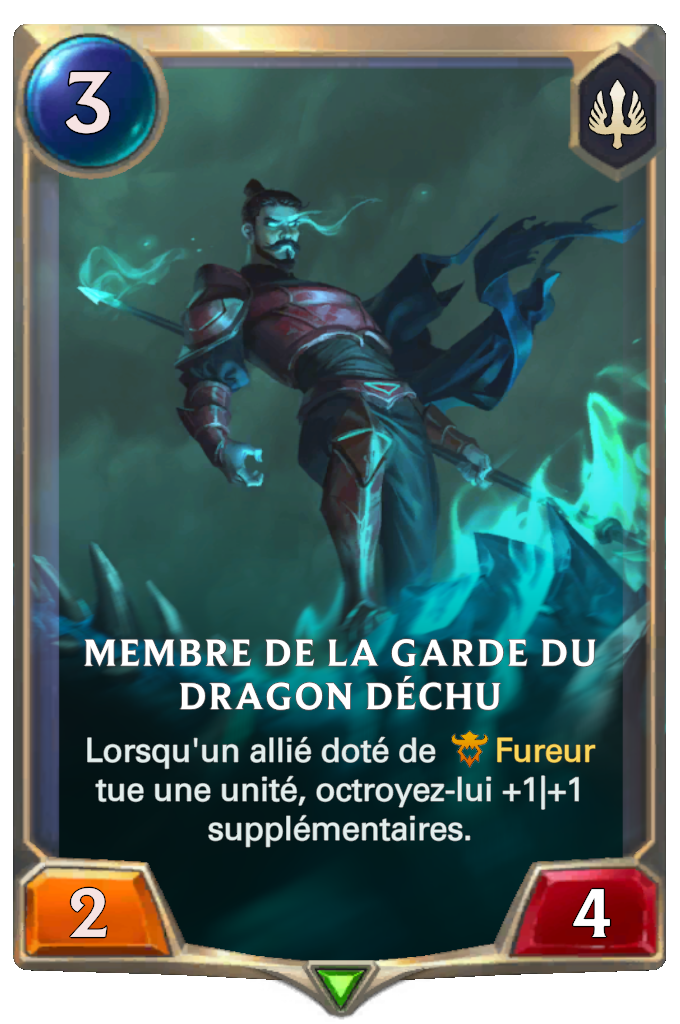 3
MEMBRE DE LA GARDE DU
DRAGON DÉCHU
Lorsqu'un allié doté de Fureur
tue une unité, octroyez-lui +1|+1
supplémentaires.
2
4